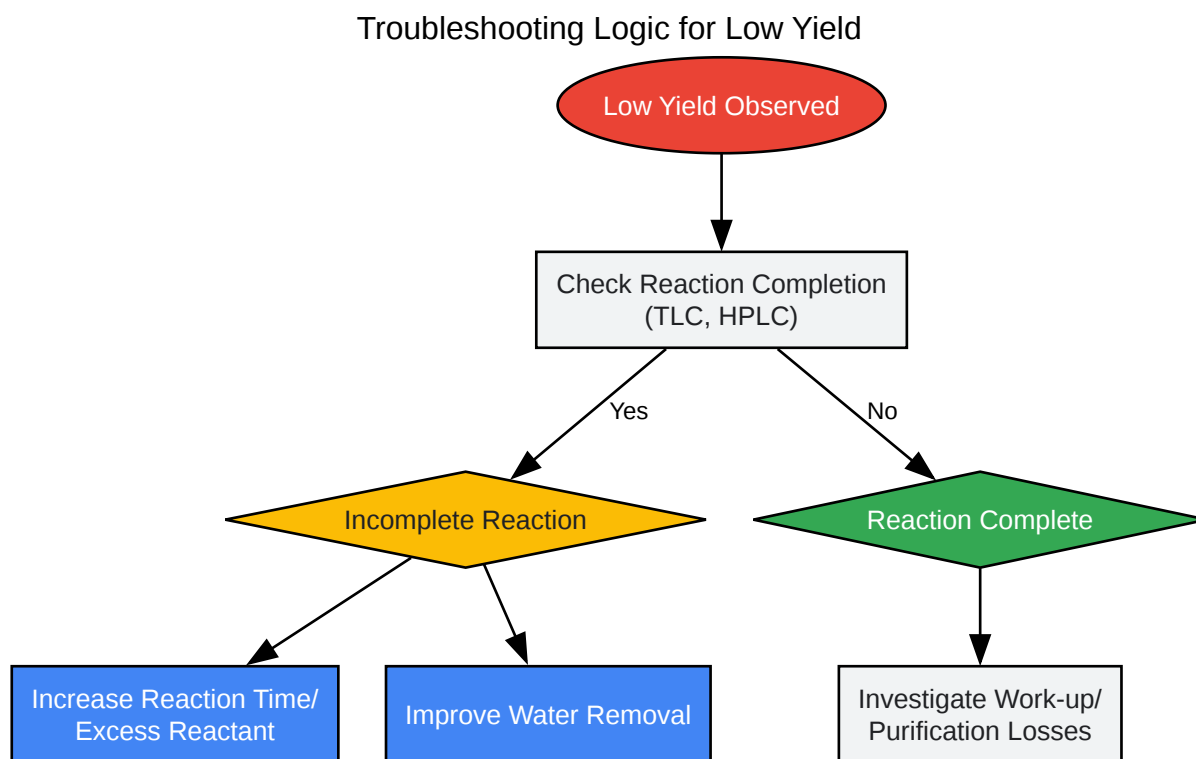 Troubleshooting Logic for Low Yield
Low Yield Observed
Check Reaction Completion
(TLC, HPLC)
Yes
No
Incomplete Reaction
Reaction Complete
Increase Reaction Time/
Excess Reactant
Improve Water Removal
Investigate Work-up/
Purification Losses